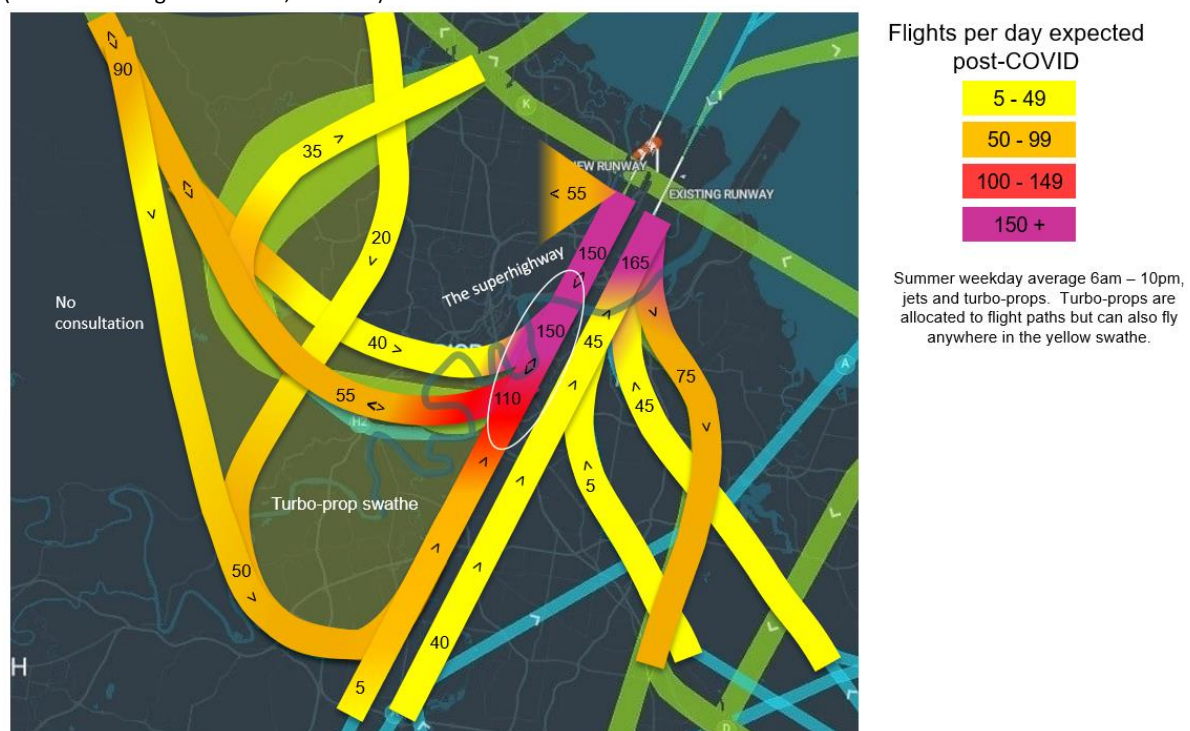 Flights per day expected
post-COVID
5 - 49
50 - 99
100 - 149
150 +
Summer weekday average 6am – 10pm,
jets and turbo-props. Turbo-props are
allocated to flight paths but can also fly
anywhere in the yellow swathe.
90
35
K
EW RUNWAY
< 55
EXISTING RUNWAY
20
150
165
The superhighway
No
consultation
150
40
45
A
75
55
110
45
H2
5
Turbo-prop swathe
50
40
H
5
D